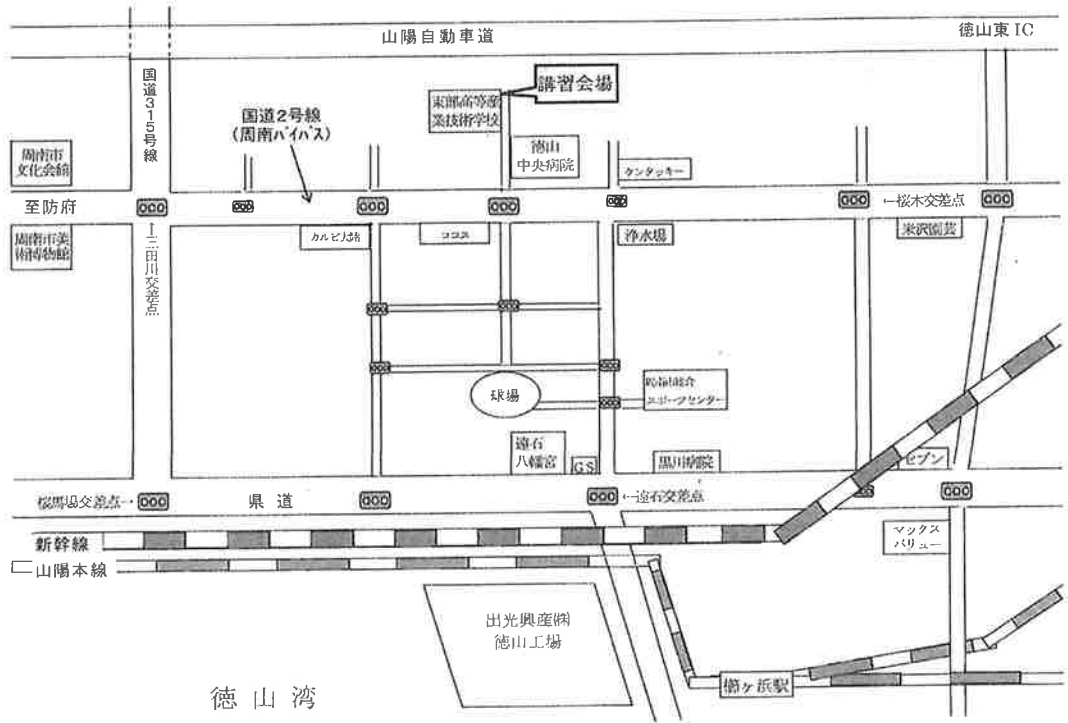 山陽自動車道
徳山東IC
国道315号線
講習会場
東部高等産
業技術学校
国道2号線
(周南バイパス)
徳山
中央病院
周南市
文化会館
ケンタッキー
至防府
←桜木交差点
周南市美
術博物館
←三田川交差点
カルビ大将
ココス
浄水場
米沢園芸
球場
スポーツセンター
遠石
八幡宮
GS
黒川病院
セブン
桜馬場交差点→
県道
←遠石交差点
新幹線
マックス
バリュー
山陽本線
出光興産㈱
徳山工場
櫛ヶ浜駅
徳山湾